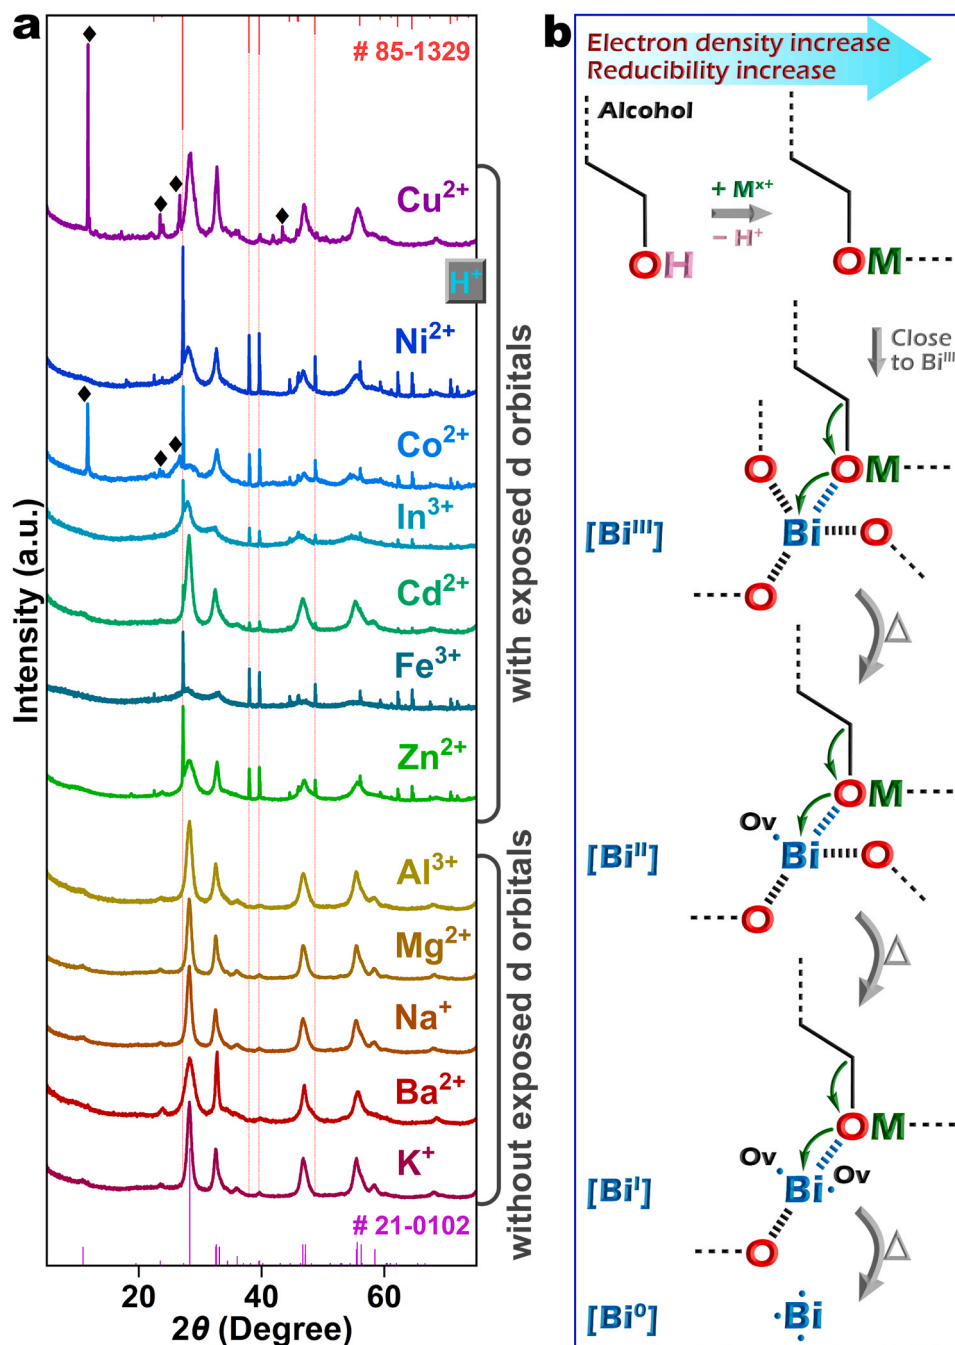 a
# 85-1329
Cu2+
H+
Ni2+
Co2+
In3+
Cd2+
Fe3+
Zn2+
Al3+
Mg2+
Na+
Ba2+
K+
# 21-0102
Intensity (a.u.)
20 40 60
2θ (Degree)
with exposed d orbitals
without exposed d orbitals
b
Electron density increase
Reducibility increase
Alcohol
+ Mx+
− H+
OH
OM
Close
to BiIII
O
OM
[BiIII]
Bi
O
O
Δ
OM
Ov
[BiII]
Bi
O
O
Δ
OM
Ov
[BiI]
Bi
Ov
O
Δ
[Bi0]
Bi